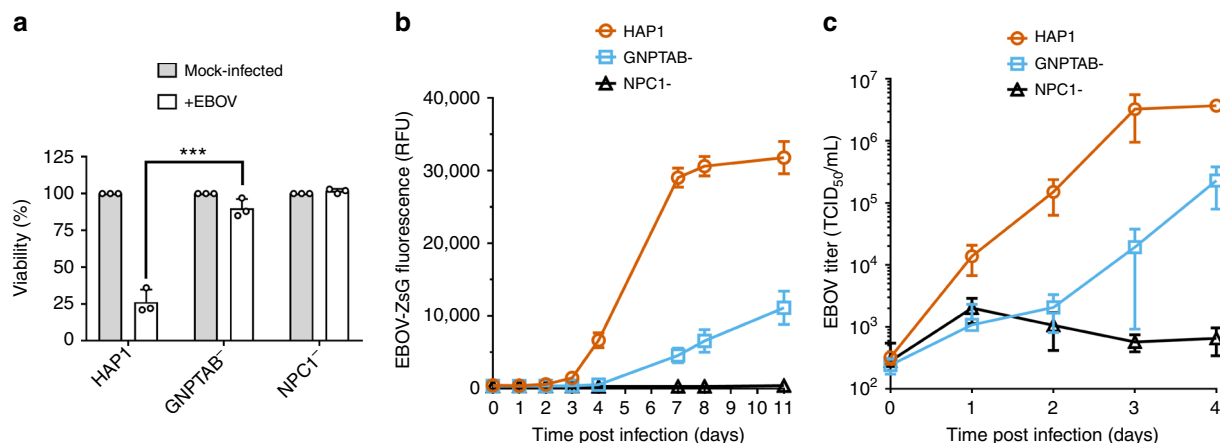 a
Mock-infected
+EBOV
Viability (%)
125
100
75
50
25
0
***
HAP1
GNPTAB⁻
NPC1⁻
b
HAP1
GNPTAB-
NPC1-
EBOV-ZsG fluorescence (RFU)
40,000
30,000
20,000
10,000
0
0 1 2 3 4 7 8 10 11
Time post infection (days)
c
HAP1
GNPTAB-
NPC1-
EBOV titer (TCID₅₀/mL)
10⁷
10⁶
10⁵
10⁴
10³
10²
0 1 2 3 4
Time post infection (days)